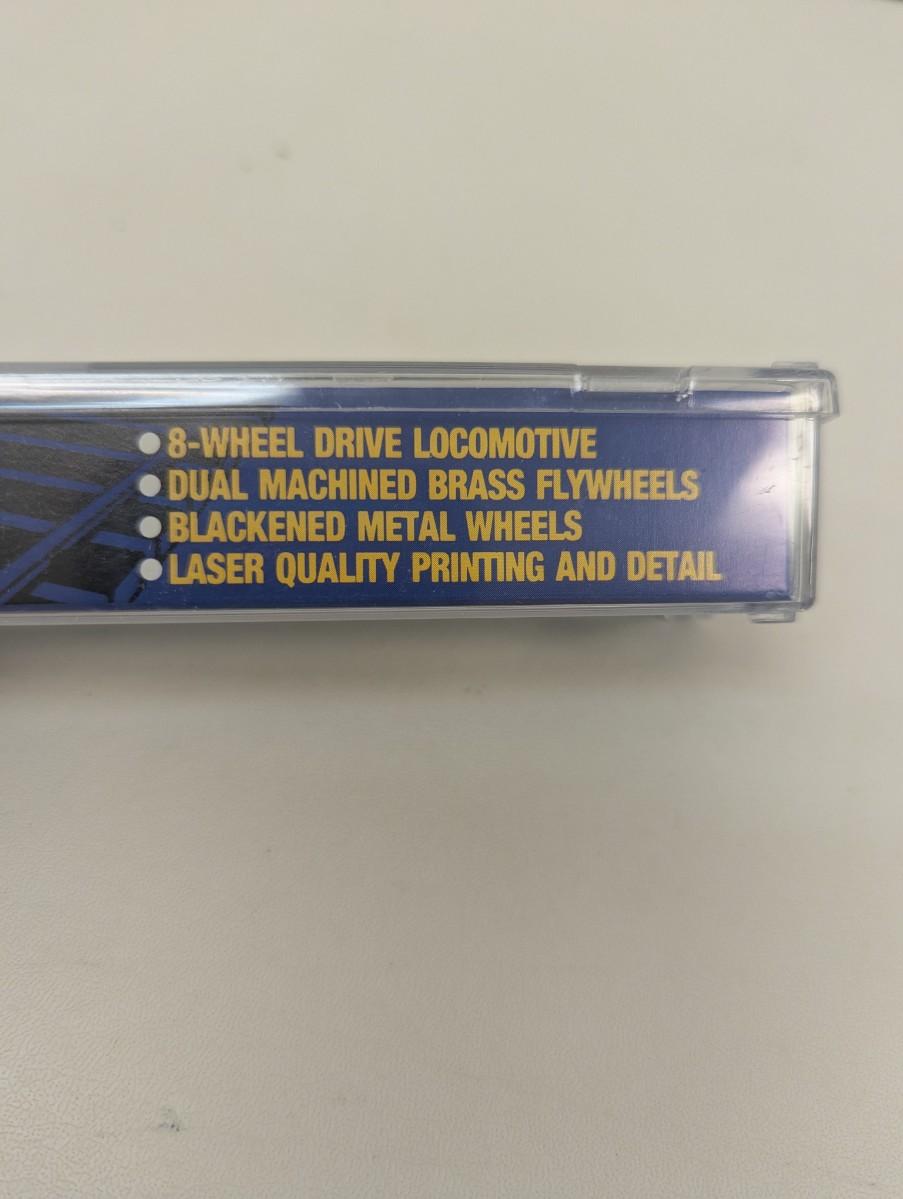 ● 8-WHEEL DRIVE LOCOMOTIVE
● DUAL MACHINED BRASS FLYWHEELS
● BLACKENED METAL WHEELS
● LASER QUALITY PRINTING AND DETAIL